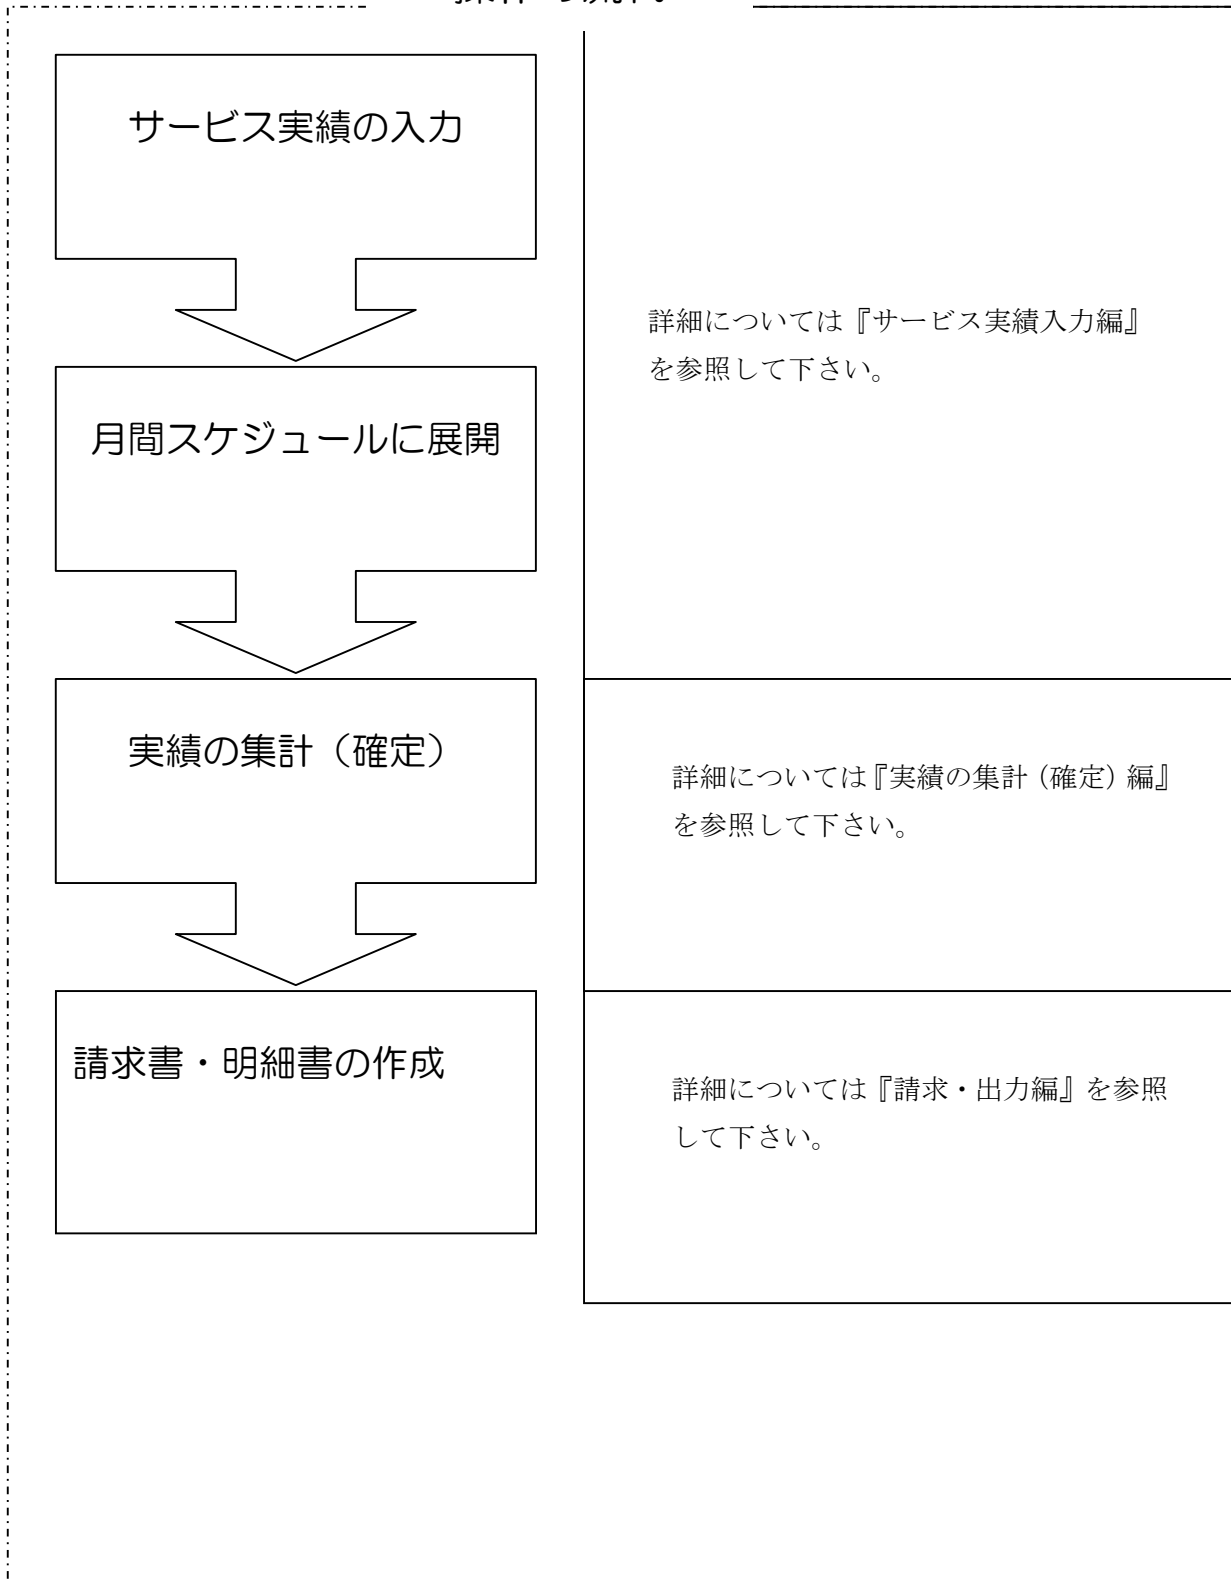 サービス実績の入力
詳細については『サービス実績入力編』
を参照して下さい。
月間スケジュールに展開
実績の集計（確定）
詳細については『実績の集計（確定）編』
を参照して下さい。
請求書・明細書の作成
詳細については『請求・出力編』を参照
して下さい。